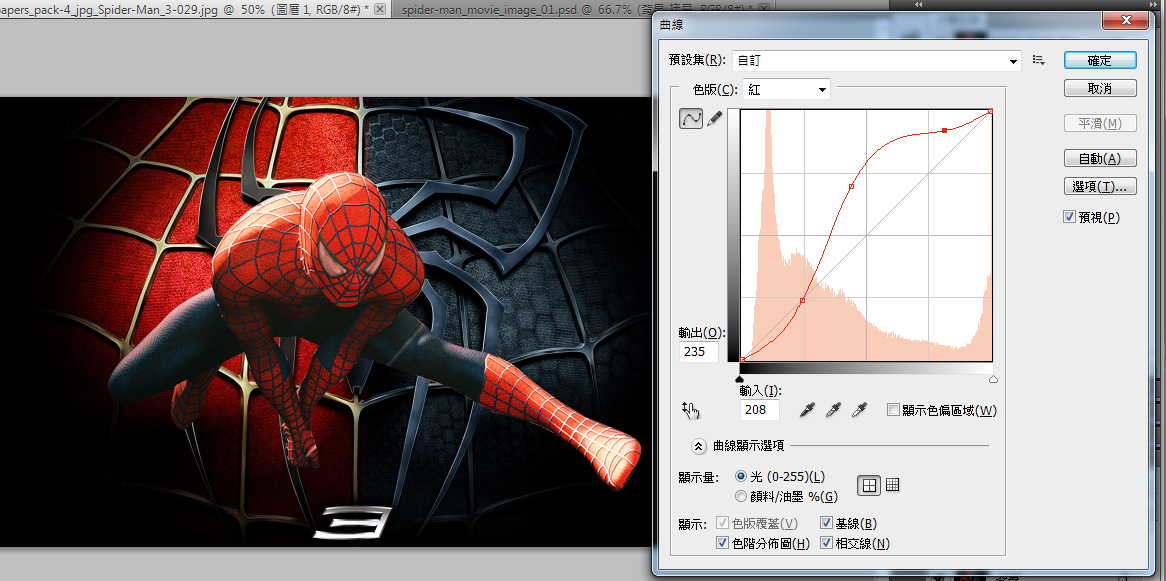 apers_pack-4_jpg_Spider-Man_3-029.jpg @ 50% (圖層 1, RGB/8#) *
spider-man_movie_image_01.psd @ 66.7% (背景 拷貝, RGB/8#) *
曲線
預設集(R): 自訂
確定
色版(C): 紅
取消
平滑(M)
自動(A)
選項(T)...
預視(P)
輸出(O):
235
輸入(I):
208
顯示色偏區域(W)
曲線顯示選項
顯示量: 光 (0-255)(L)
顏料/油墨 %(G)
顯示: 色版覆蓋(V) 基線(B)
色階分佈圖(H) 相交線(N)
3